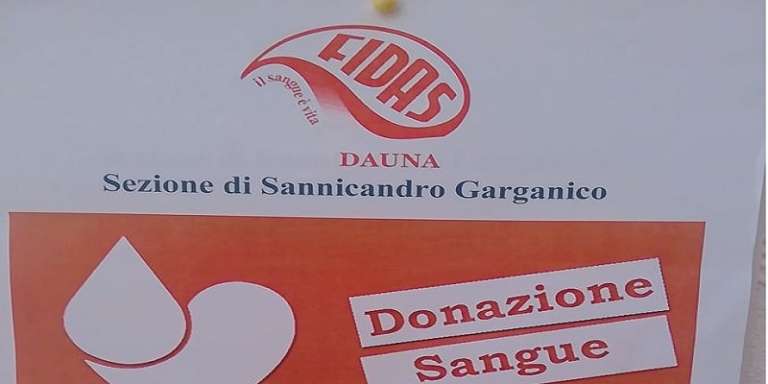 FIDAS
il sangue è vita
DAUNA
Sezione di Sannicandro Garganico
Donazione
Sangue